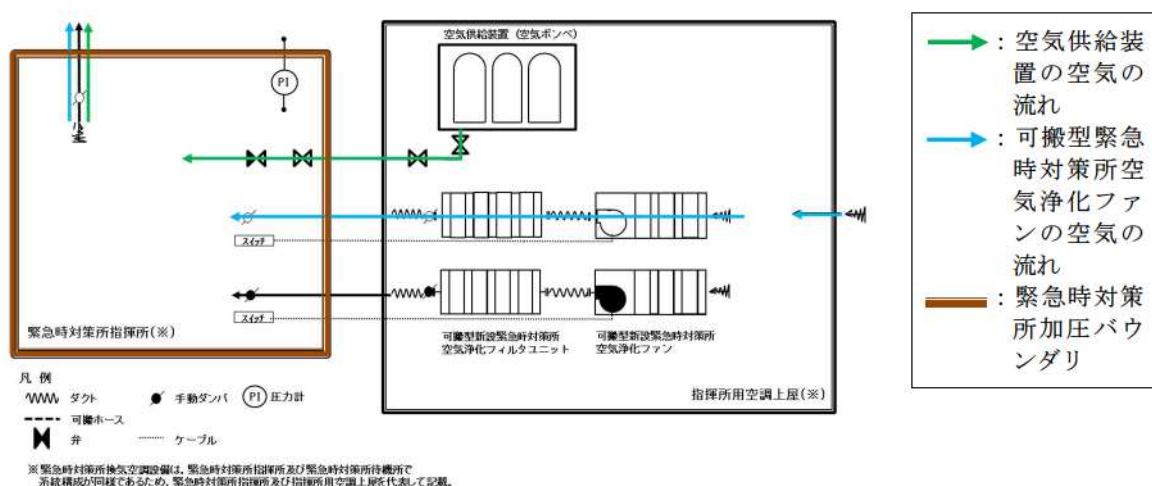 空気供給装置(空気ボンベ)
PI
スイッチ
スイッチ
緊急時対策所指揮所(※)
可搬型新設緊急時対策所
空気浄化フィルタユニット
可搬型新設緊急時対策所
空気浄化ファン
指揮所用空調上屋(※)
凡 例
ダクト
手動ダンパ
PI 圧力計
可搬ホース
弁
ケーブル
※緊急時対策所換気空調設備は、緊急時対策所指揮所及び緊急時対策所待機所で
系統構成が同様であるため、緊急時対策所指揮所及び指揮所用空調上屋を代表して記載。
:空気供給装
置の空気の
流れ
:可搬型緊急
時対策所空
気浄化ファ
ンの空気の
流れ
:緊急時対策
所加圧バウ
ンダリ